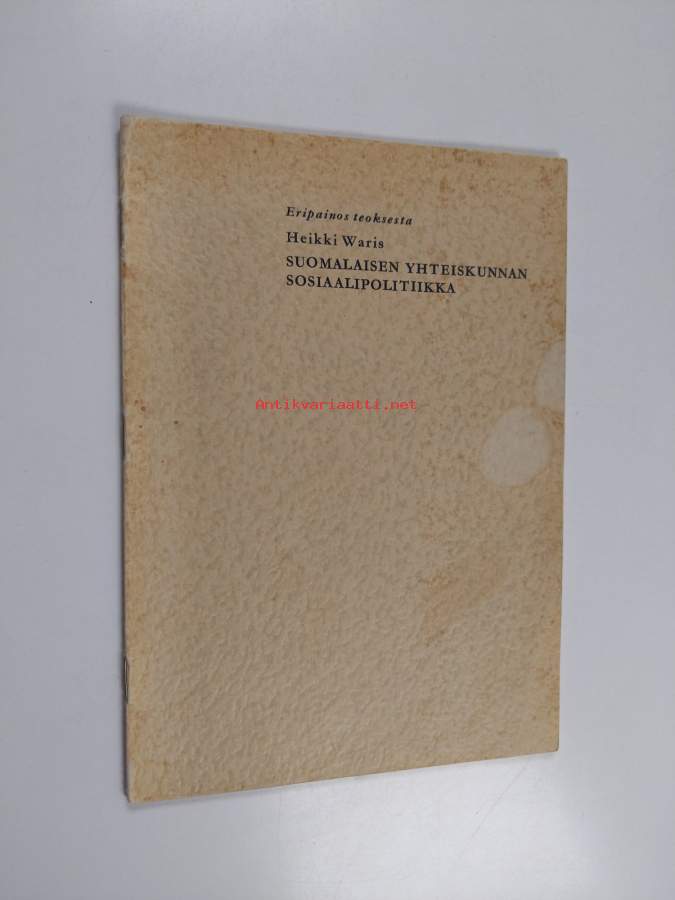 Eripainos teoksesta
Heikki Waris
SUOMALAISEN YHTEISKUNNAN
SOSIAALIPOLITIIKKA
Antikvariaatti.net